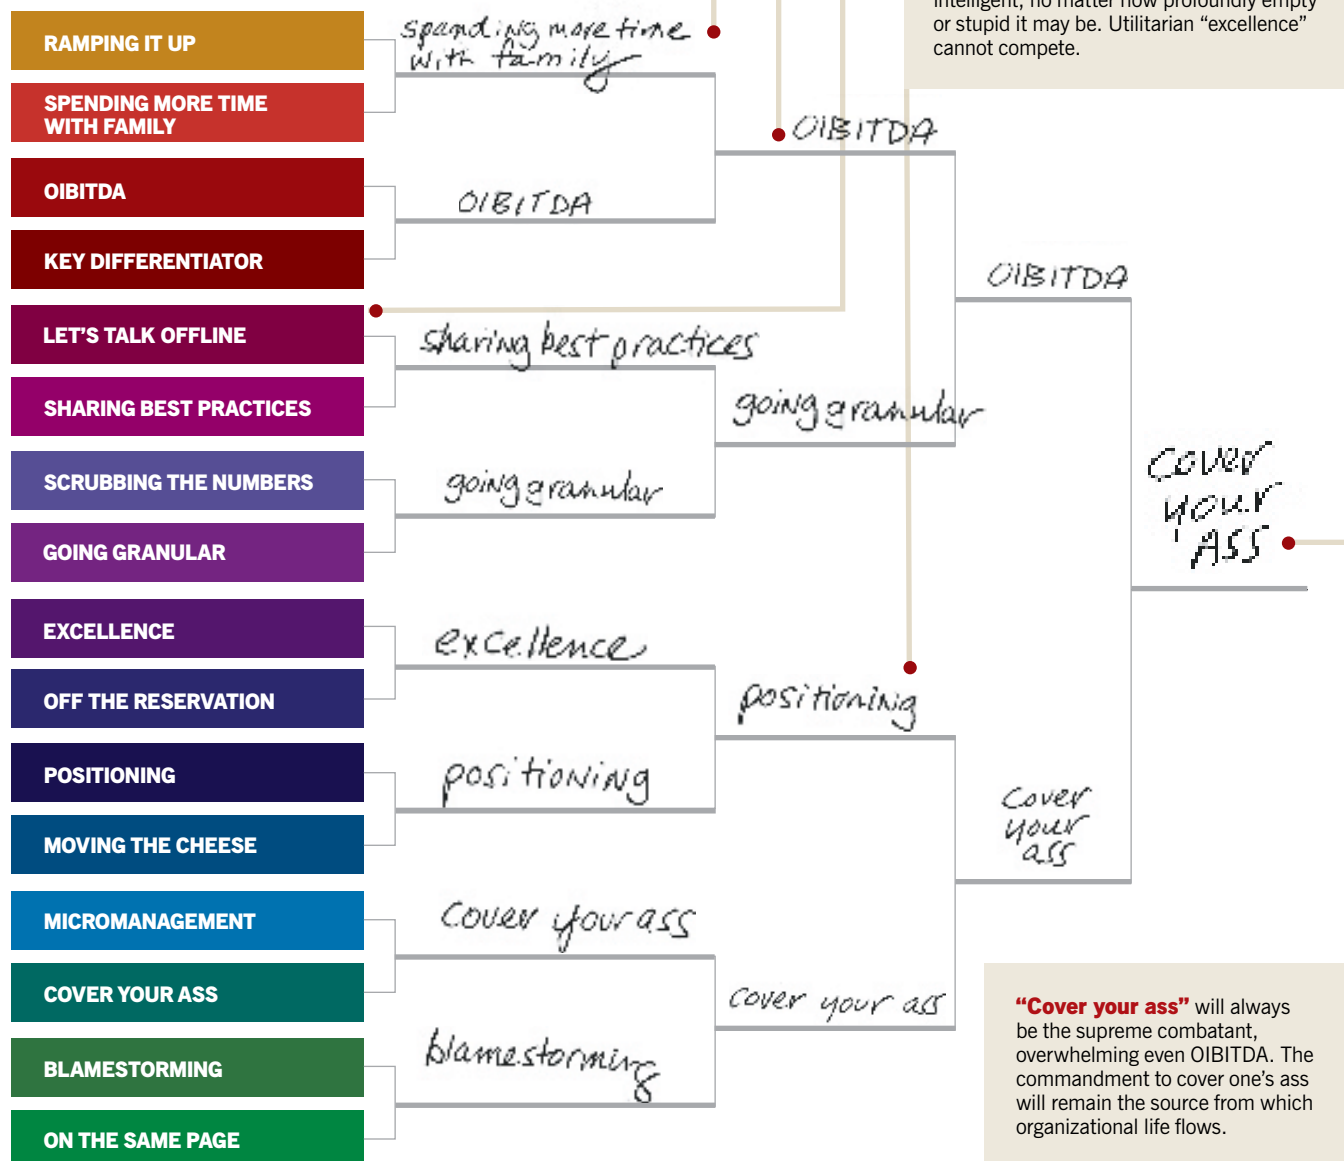 intelligent, no matter how profoundly empty
or stupid it may be. Utilitarian “excellence”
cannot compete.
RAMPING IT UP
SPENDING MORE TIME
WITH FAMILY
OIBITDA
KEY DIFFERENTIATOR
LET'S TALK OFFLINE
SHARING BEST PRACTICES
SCRUBBING THE NUMBERS
GOING GRANULAR
EXCELLENCE
OFF THE RESERVATION
POSITIONING
MOVING THE CHEESE
MICROMANAGEMENT
COVER YOUR ASS
BLAMESTORMING
ON THE SAME PAGE
spending more time
with family
OIBITDA
sharing best practices
going granular
excellence
positioning
cover your ass
blamestorming
OIBITDA
going granular
positioning
cover your ass
OIBITDA
cover
your
ass
cover
your
ASS
“Cover your ass” will always
be the supreme combatant,
overwhelming even OIBITDA. The
commandment to cover one’s ass
will remain the source from which
organizational life flows.